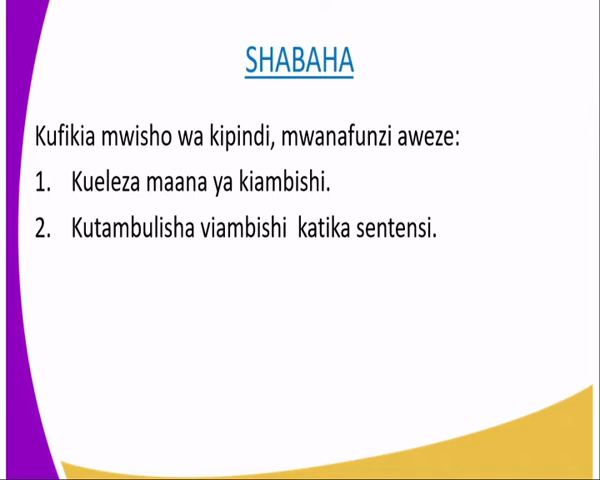 SHABAHA
Kufikia mwisho wa kipindi, mwanafunzi aweze:
1. Kueleza maana ya kiambishi.
2. Kutambulisha viambishi katika sentensi.